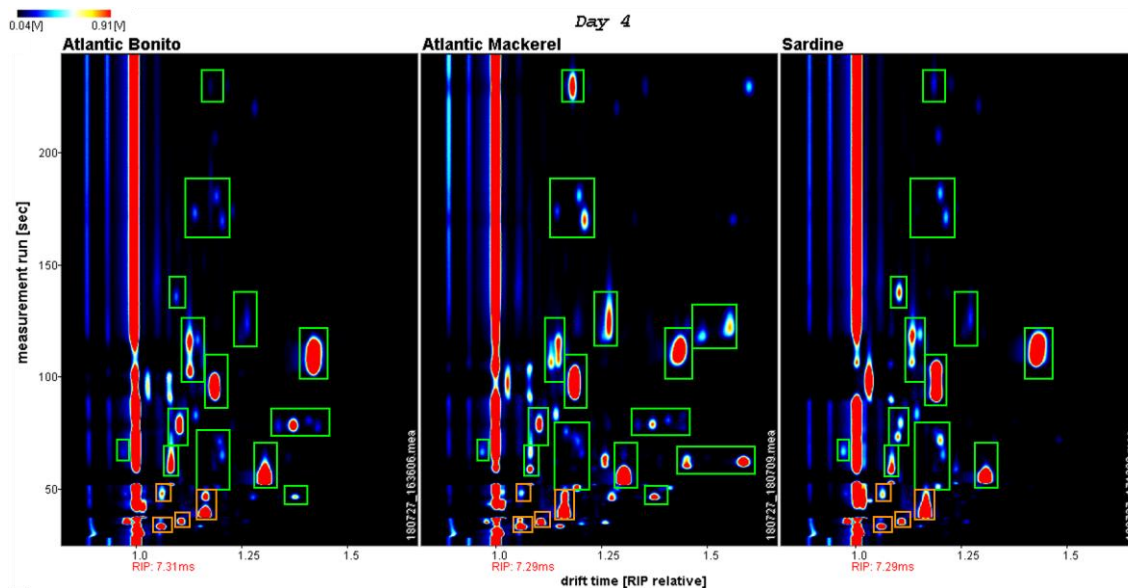 0.04[V] 0.91[V]
Day 4
Atlantic Bonito Atlantic Mackerel Sardine
measurement run [sec]
200
150
100
50
180727_163606.mea
180727_180709.mea
1.0 1.25 1.5 1.0 1.25 1.5 1.0 1.25 1.5
RIP: 7.31ms RIP: 7.29ms RIP: 7.29ms
drift time [RIP relative]